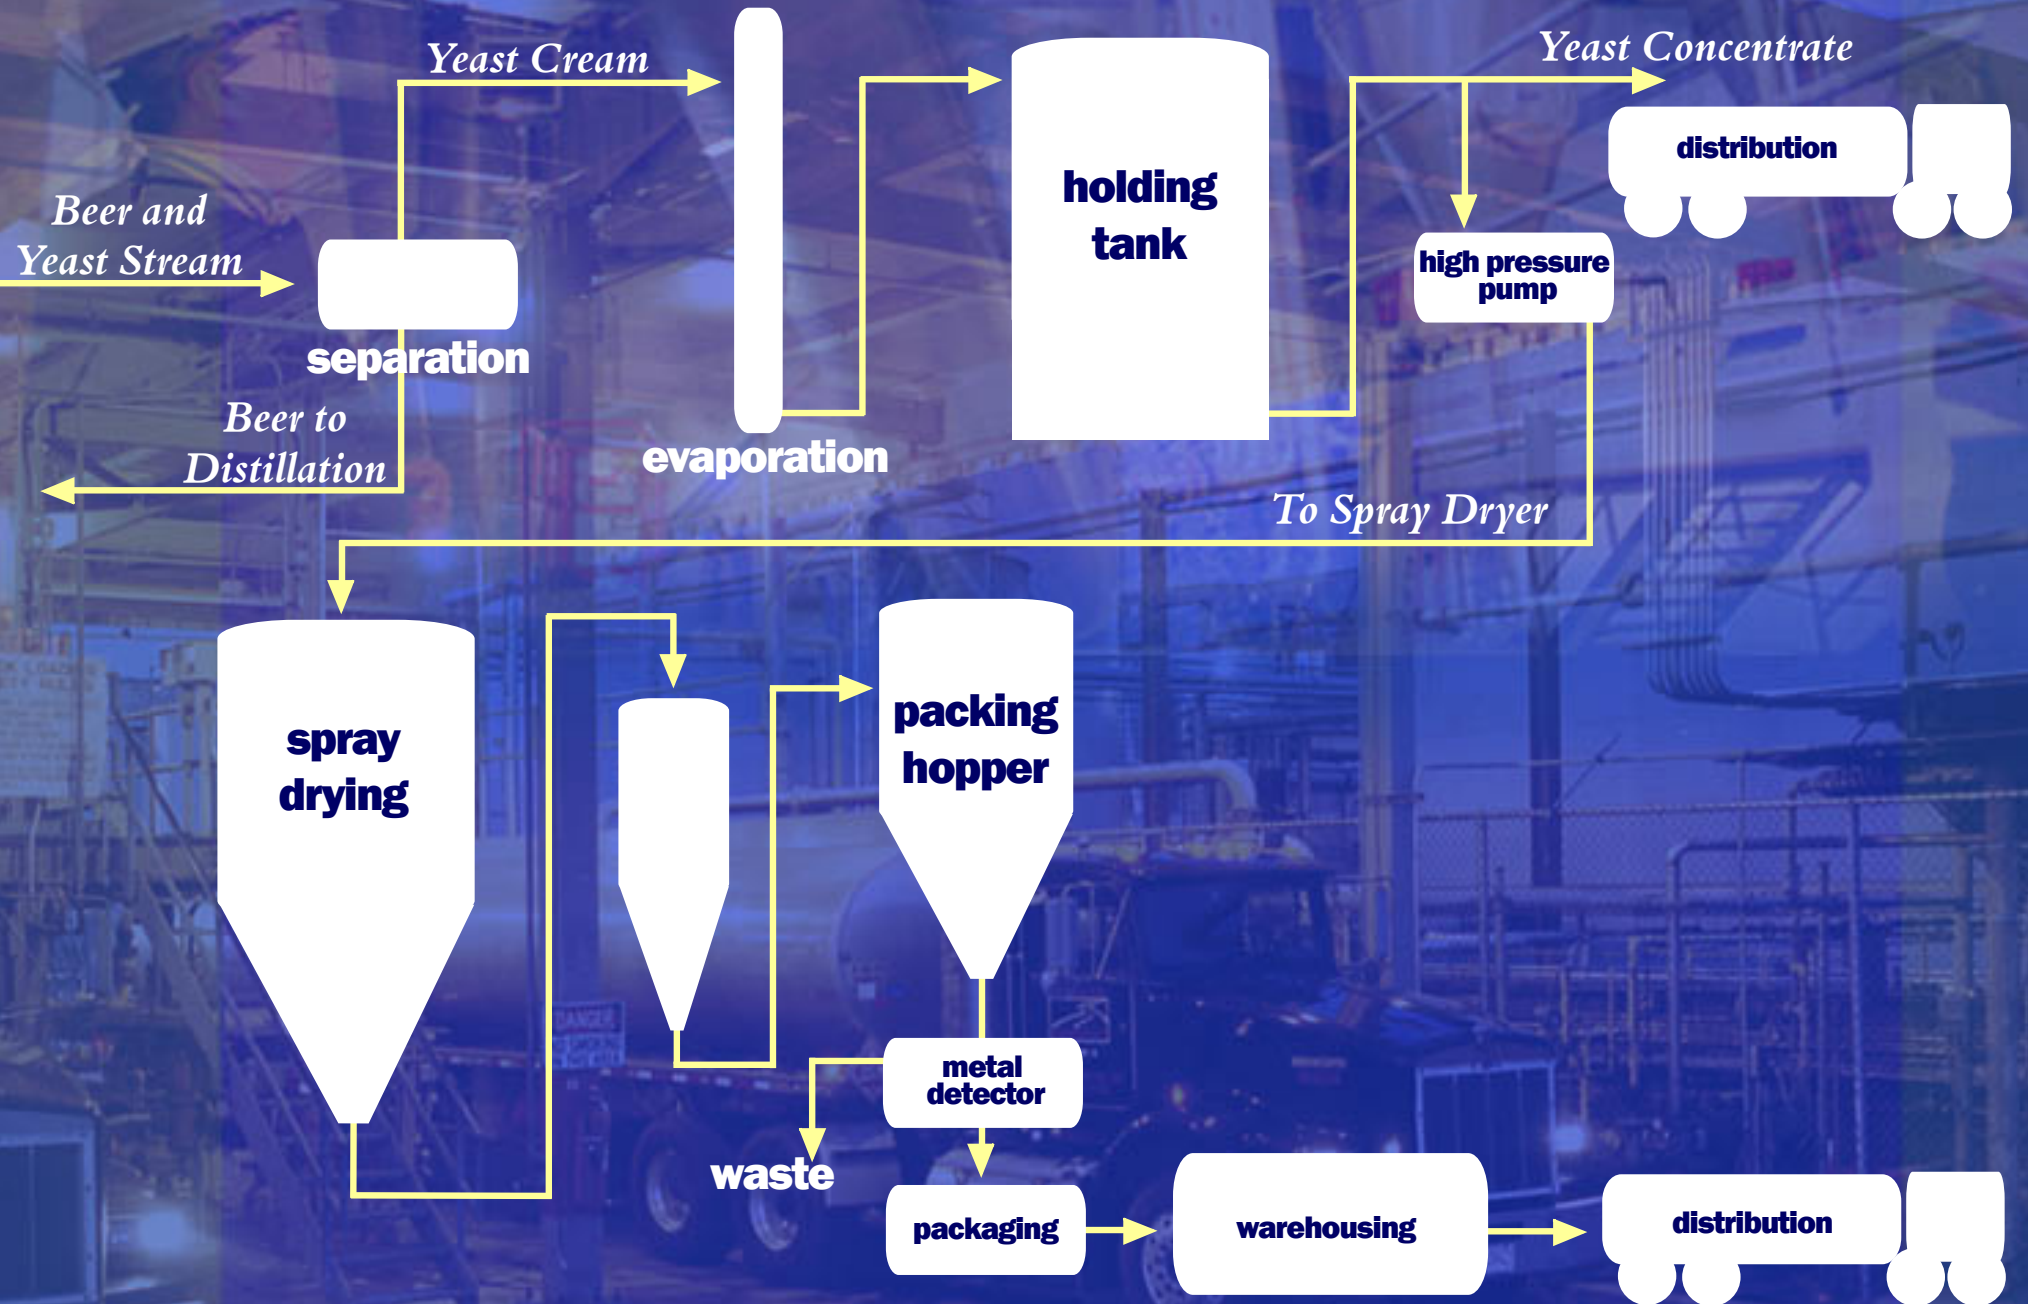 Yeast Cream
Yeast Concentrate
distribution
holding
tank
Beer and
Yeast Stream
high pressure
pump
separation
Beer to
Distillation
evaporation
To Spray Dryer
spray
drying
packing
hopper
metal
detector
waste
packaging
warehousing
distribution
DANGER